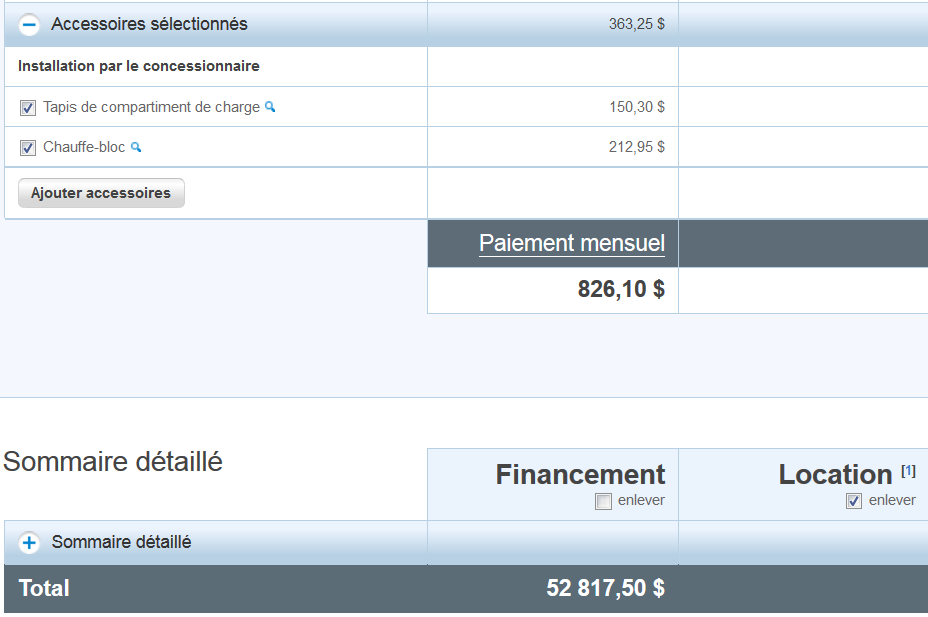 Accessoires sélectionnés 363,25 $
Installation par le concessionnaire
Tapis de compartiment de charge 150,30 $
Chauffe-bloc 212,95 $
Ajouter accessoires
Paiement mensuel
826,10 $
Sommaire détaillé
Financement Location [1]
enlever enlever
Sommaire détaillé
Total 52 817,50 $